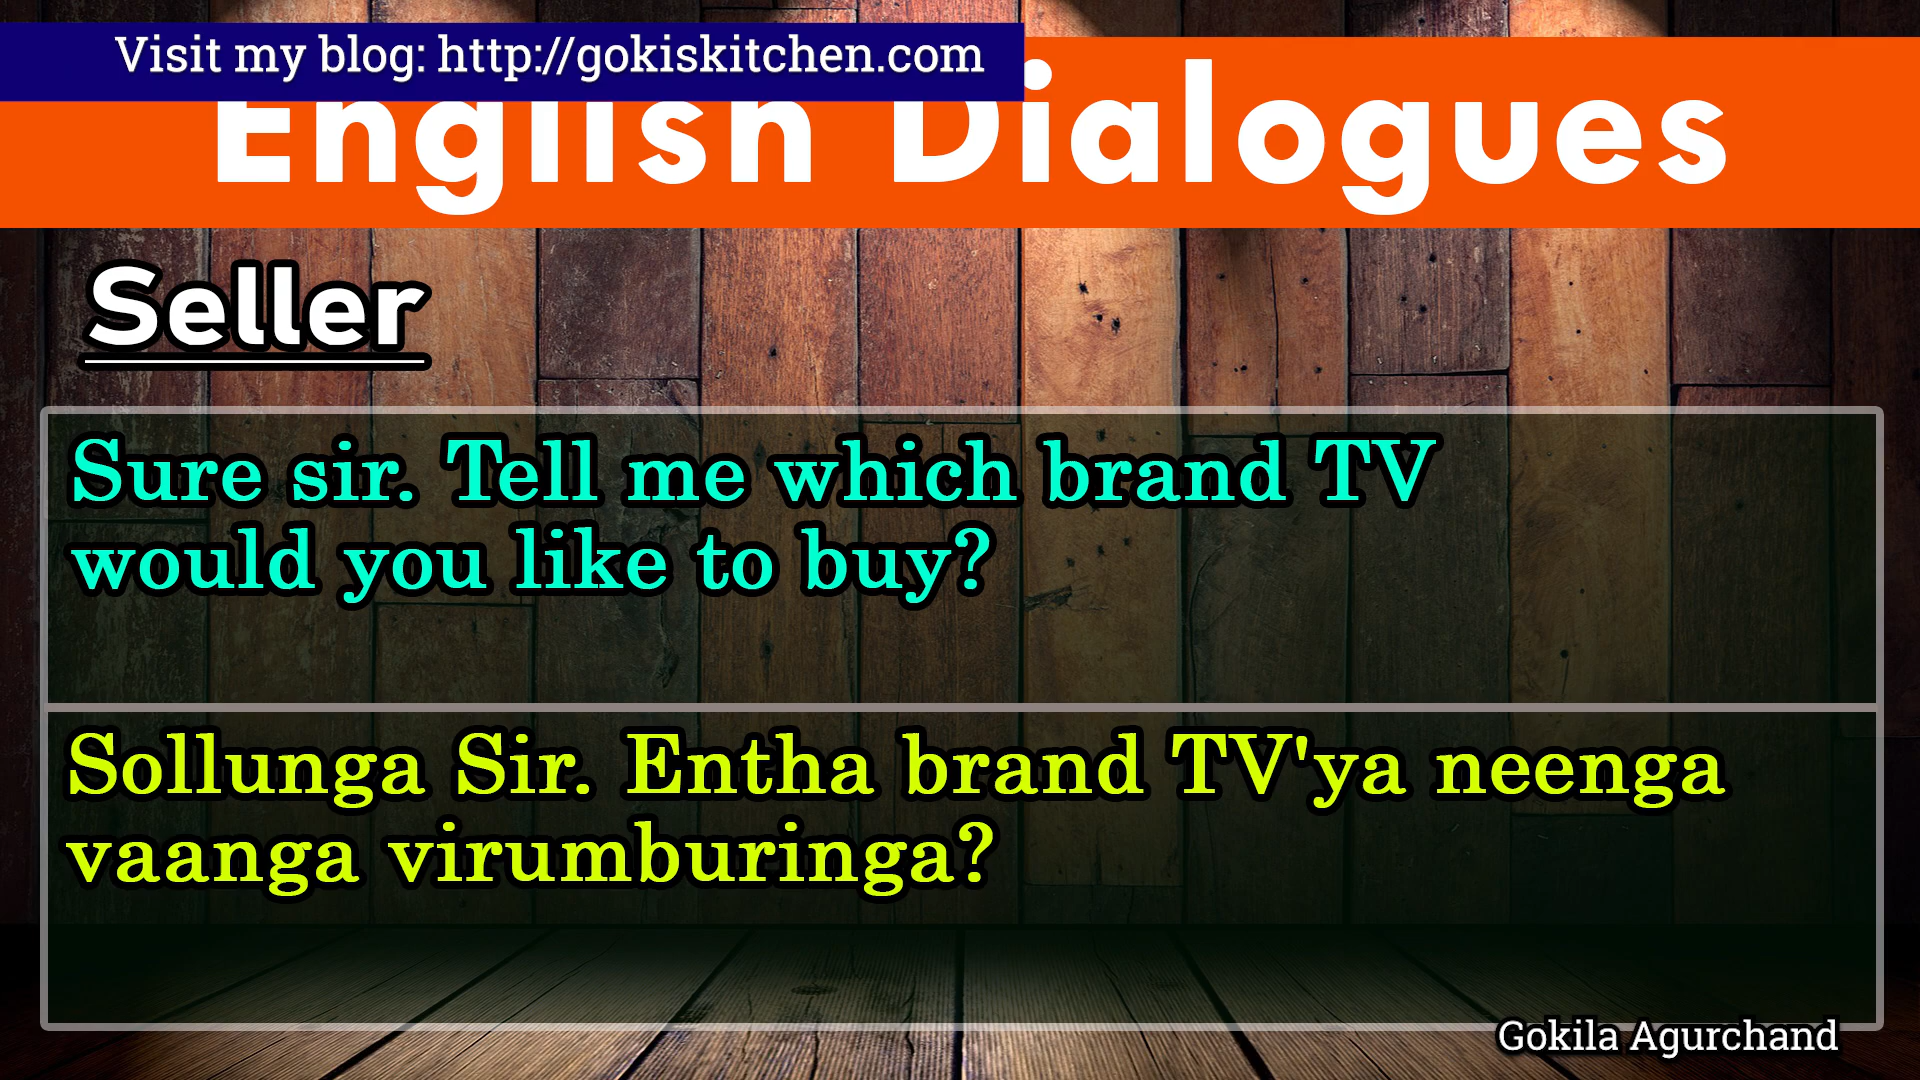 Visit my blog: http://gokiskitchen.com
English Dialogues
Seller
Sure sir. Tell me which brand TV
would you like to buy?
Sollunga Sir. Entha brand TV'ya neenga
vaanga virumburinga?
Gokila Agurchand